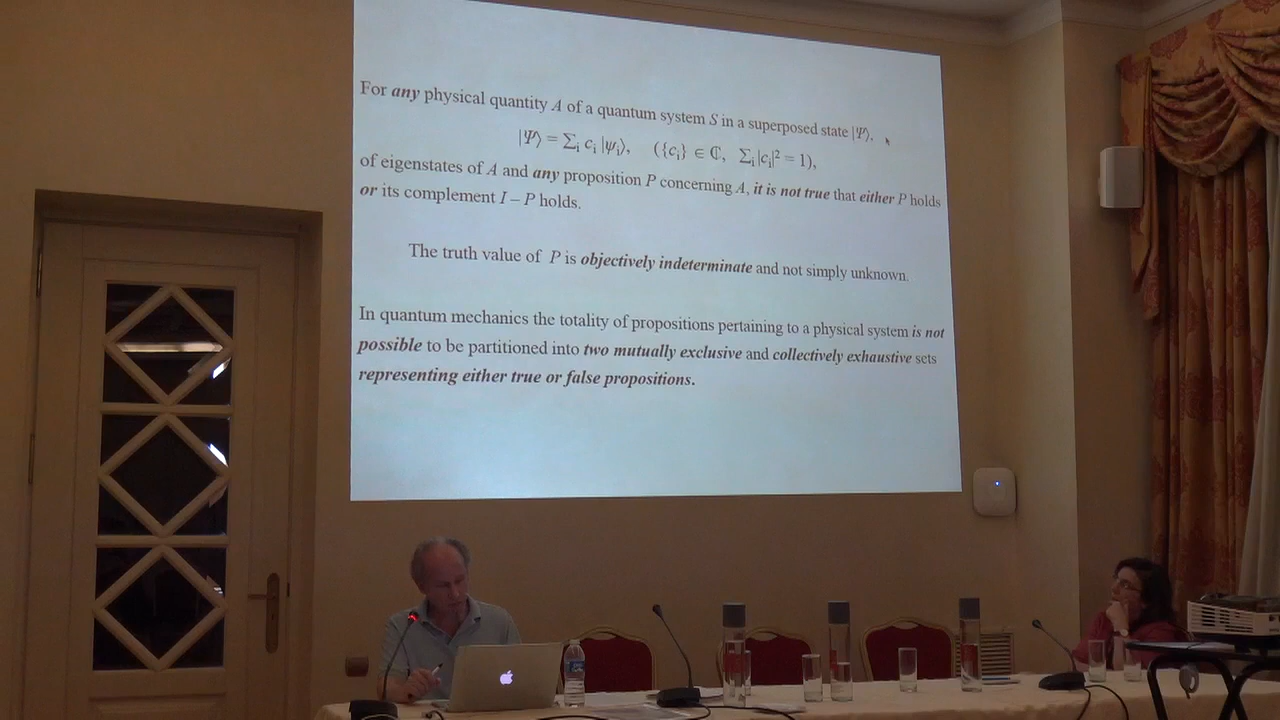 For any physical quantity A of a quantum system S in a superposed state |Ψ⟩,
|Ψ⟩ = ∑ᵢ cᵢ |ψᵢ⟩, ({cᵢ} ∈ ℂ, ∑ᵢ|cᵢ|² = 1),
of eigenstates of A and any proposition P concerning A, it is not true that either P holds
or its complement I – P holds.
The truth value of P is objectively indeterminate and not simply unknown.
In quantum mechanics the totality of propositions pertaining to a physical system is not
possible to be partitioned into two mutually exclusive and collectively exhaustive sets
representing either true or false propositions.